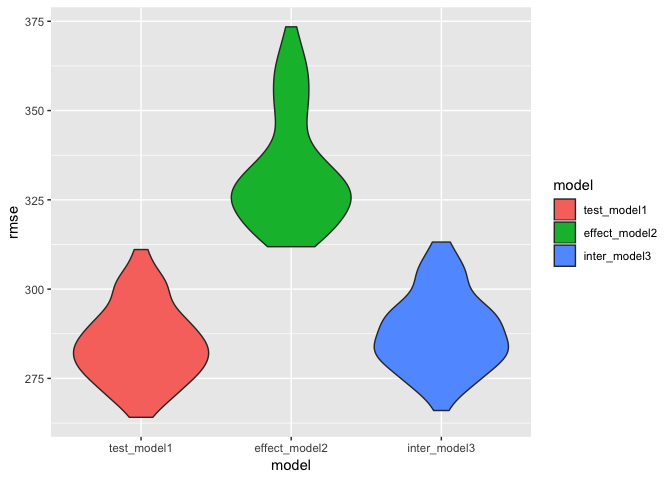 375
350
325
300
275
rmse
test_model1
effect_model2
inter_model3
model
model
test_model1
effect_model2
inter_model3